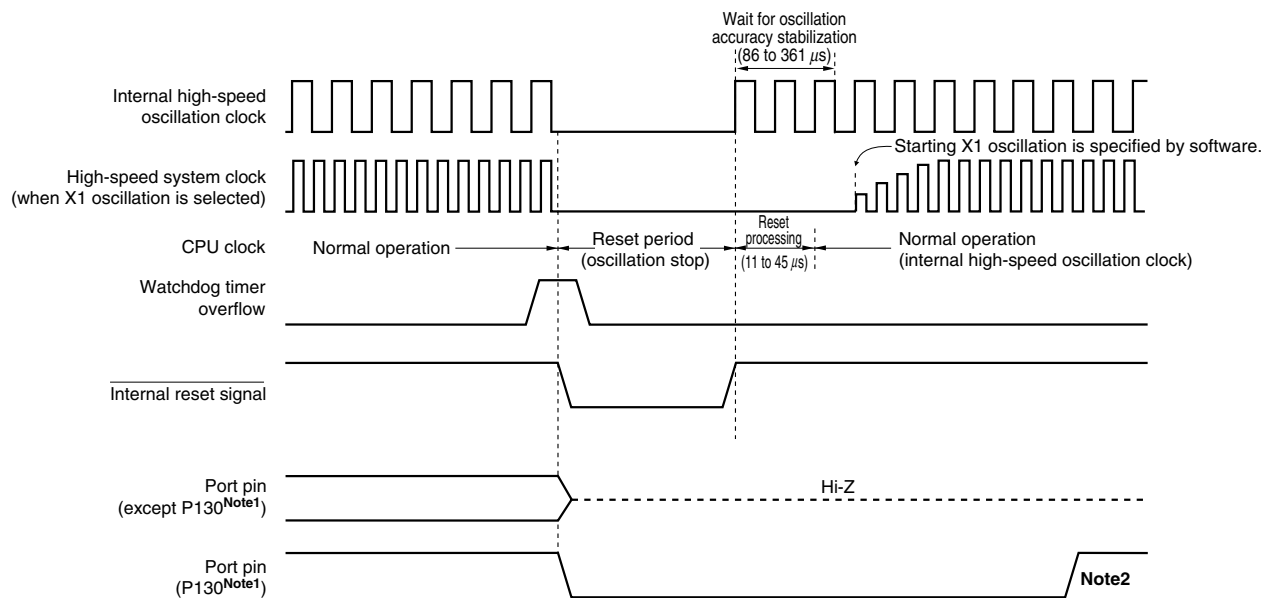 Wait for oscillation
accuracy stabilization
(86 to 361 μs)
Internal high-speed
oscillation clock
Starting X1 oscillation is specified by software.
High-speed system clock
(when X1 oscillation is selected)
CPU clock
Normal operation
Reset period
(oscillation stop)
Reset
processing
(11 to 45 μs)
Normal operation
(internal high-speed oscillation clock)
Watchdog timer
overflow
Internal reset signal
Port pin
(except P130Note1)
Hi-Z
Port pin
(P130Note1)
Note2